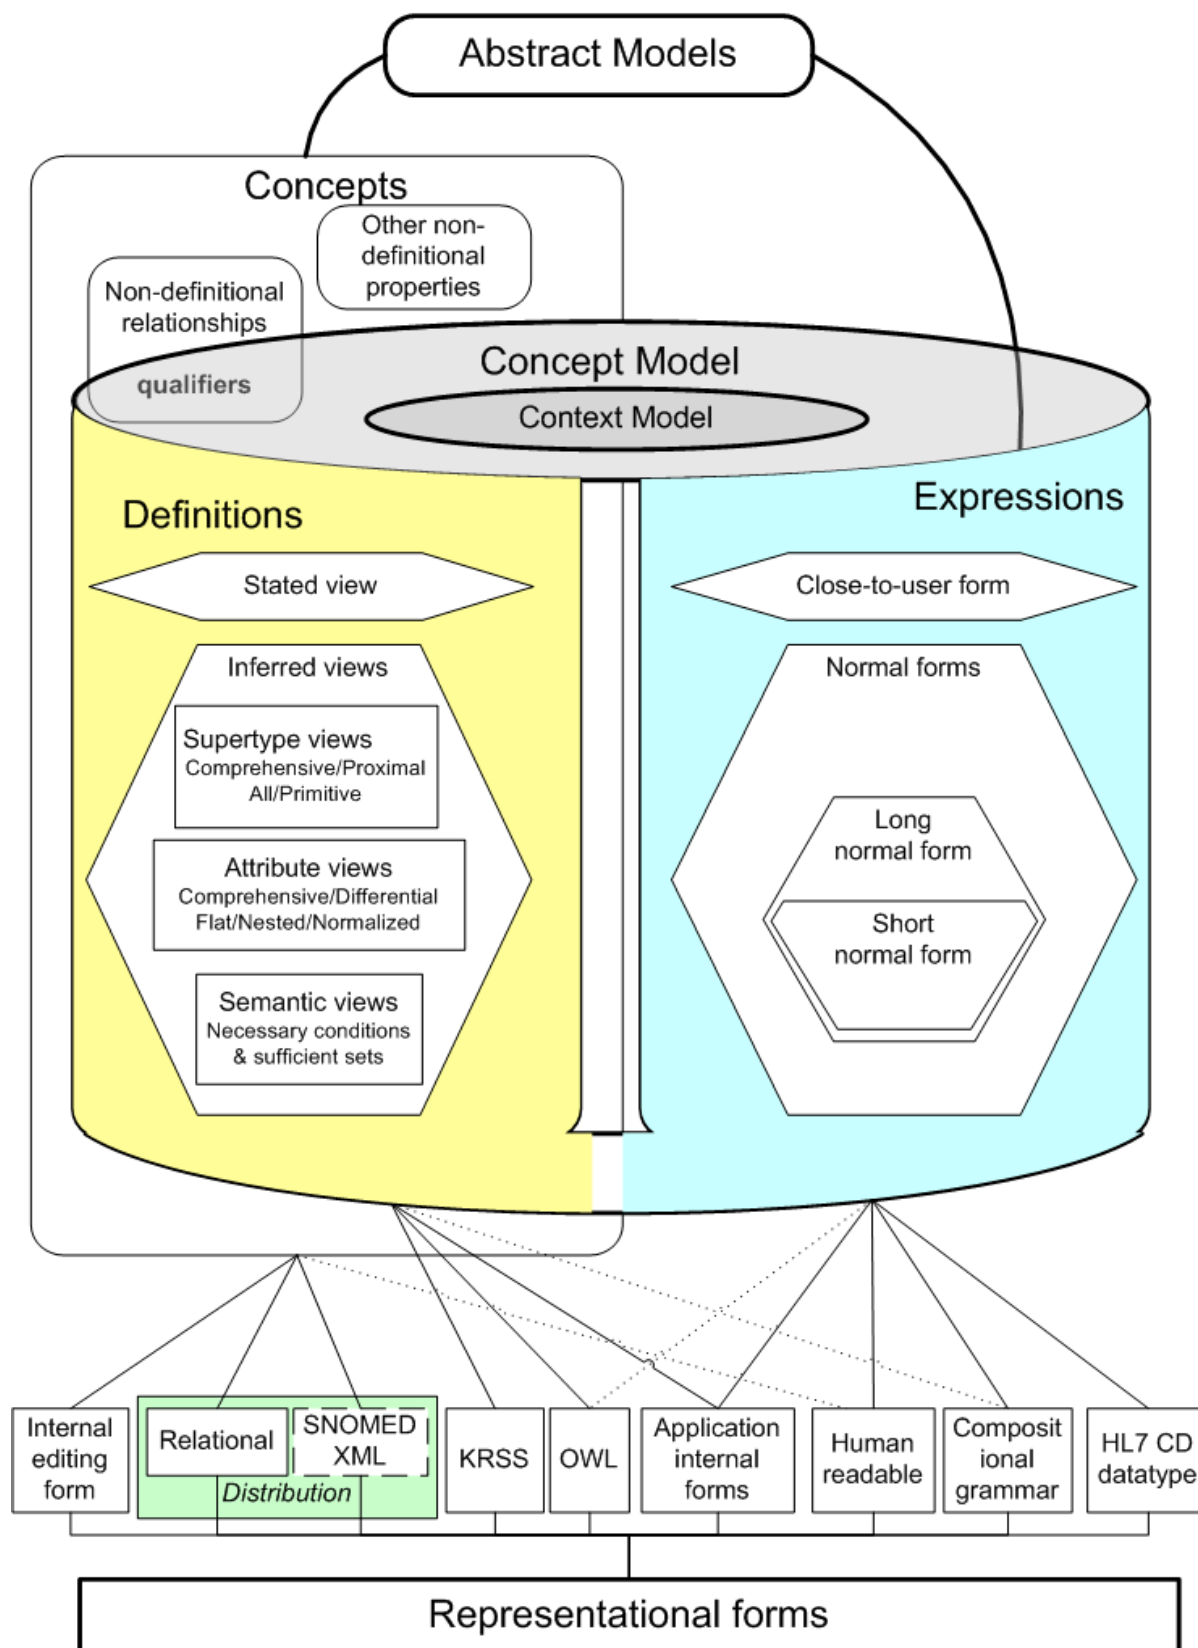 Abstract Models
Concepts
Other non-
definitional
properties
Non-definitional
relationships
qualifiers
Concept Model
Context Model
Definitions
Expressions
Stated view
Close-to-user form
Inferred views
Normal forms
Supertype views
Comprehensive/Proximal
All/Primitive
Attribute views
Comprehensive/Differential
Flat/Nested/Normalized
Semantic views
Necessary conditions
& sufficient sets
Long
normal form
Short
normal form
Internal
editing
form
Relational
SNOMED
XML
Distribution
KRSS
OWL
Application
internal
forms
Human
readable
Composit
ional
grammar
HL7 CD
datatype
Representational forms